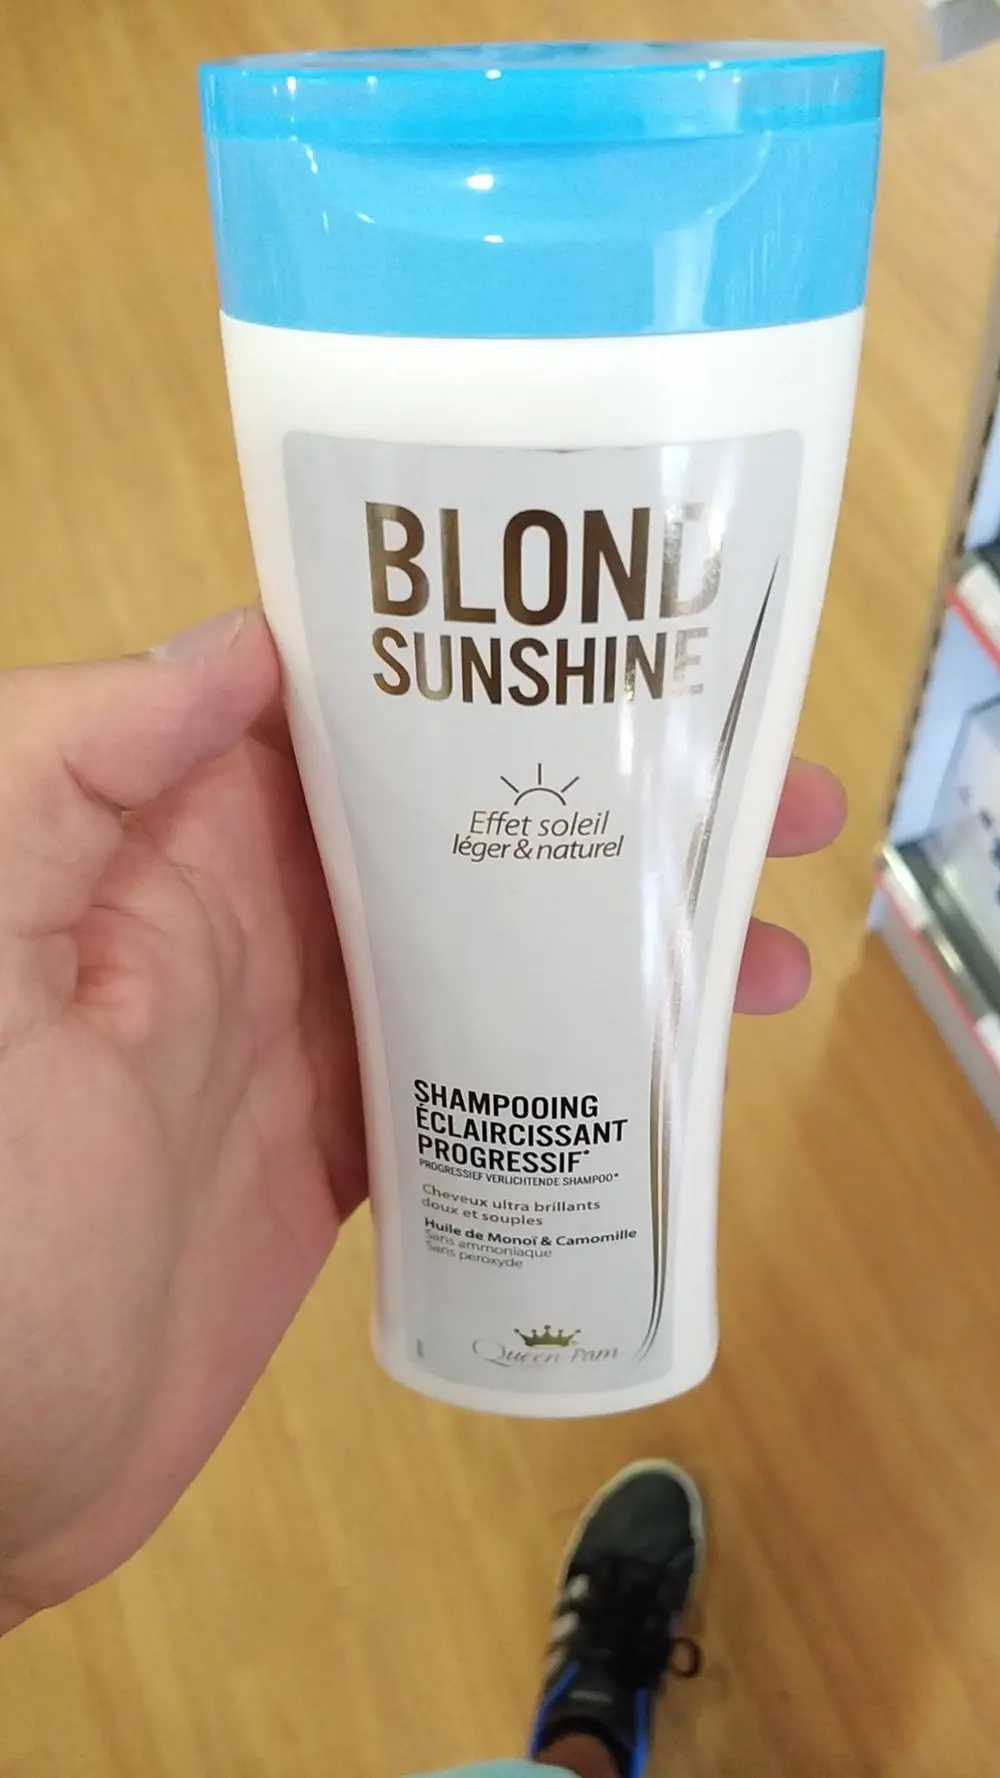 BLOND
SUNSHINE
Effet soleil
léger & naturel
SHAMPOOING
ÉCLAIRCISSANT
PROGRESSIF*
PROGRESSIEF VERLICHTENDE SHAMPOO*
Cheveux ultra brillants
doux et souples
Huile de Monoï & Camomille
Sans ammoniaque
Sans peroxyde
Queen Pam